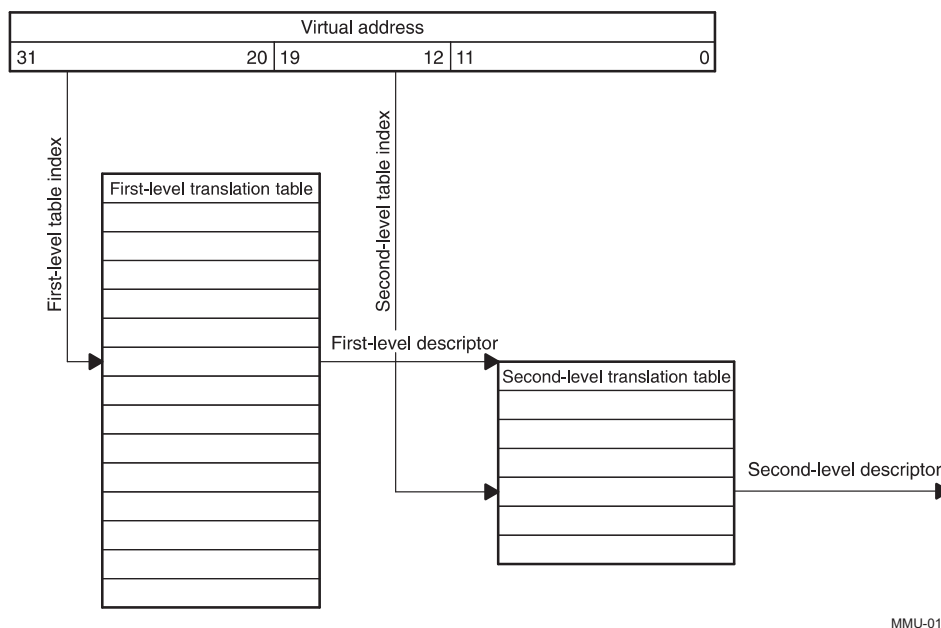 Virtual address
31 20 19 12 11 0
First-level table index
Second-level table index
First-level translation table
First-level descriptor
Second-level translation table
Second-level descriptor
MMU-01